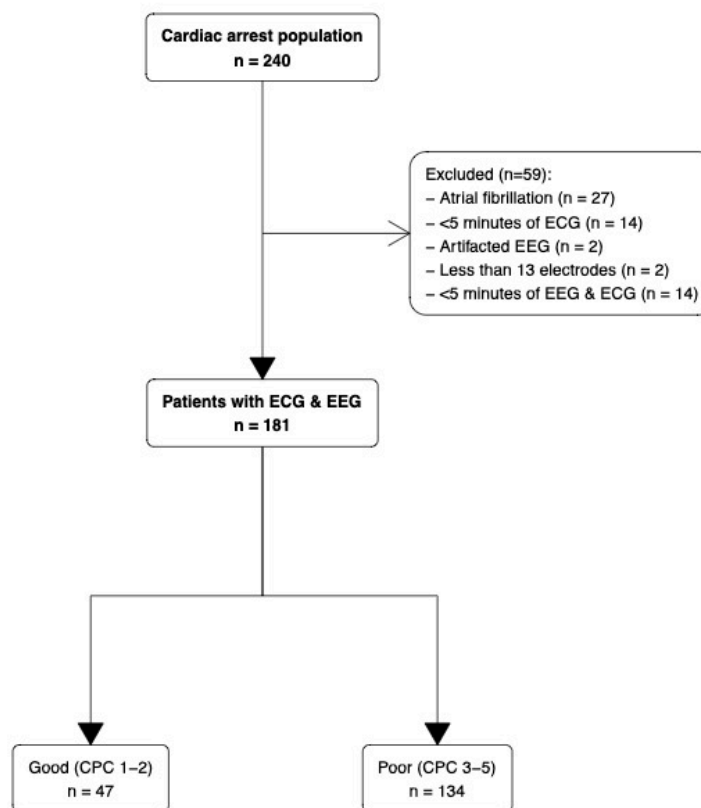 Cardiac arrest population
n = 240
Excluded (n=59):
– Atrial fibrillation (n = 27)
– <5 minutes of ECG (n = 14)
– Artifacted EEG (n = 2)
– Less than 13 electrodes (n = 2)
– <5 minutes of EEG & ECG (n = 14)
Patients with ECG & EEG
n = 181
Good (CPC 1–2)
n = 47
Poor (CPC 3–5)
n = 134